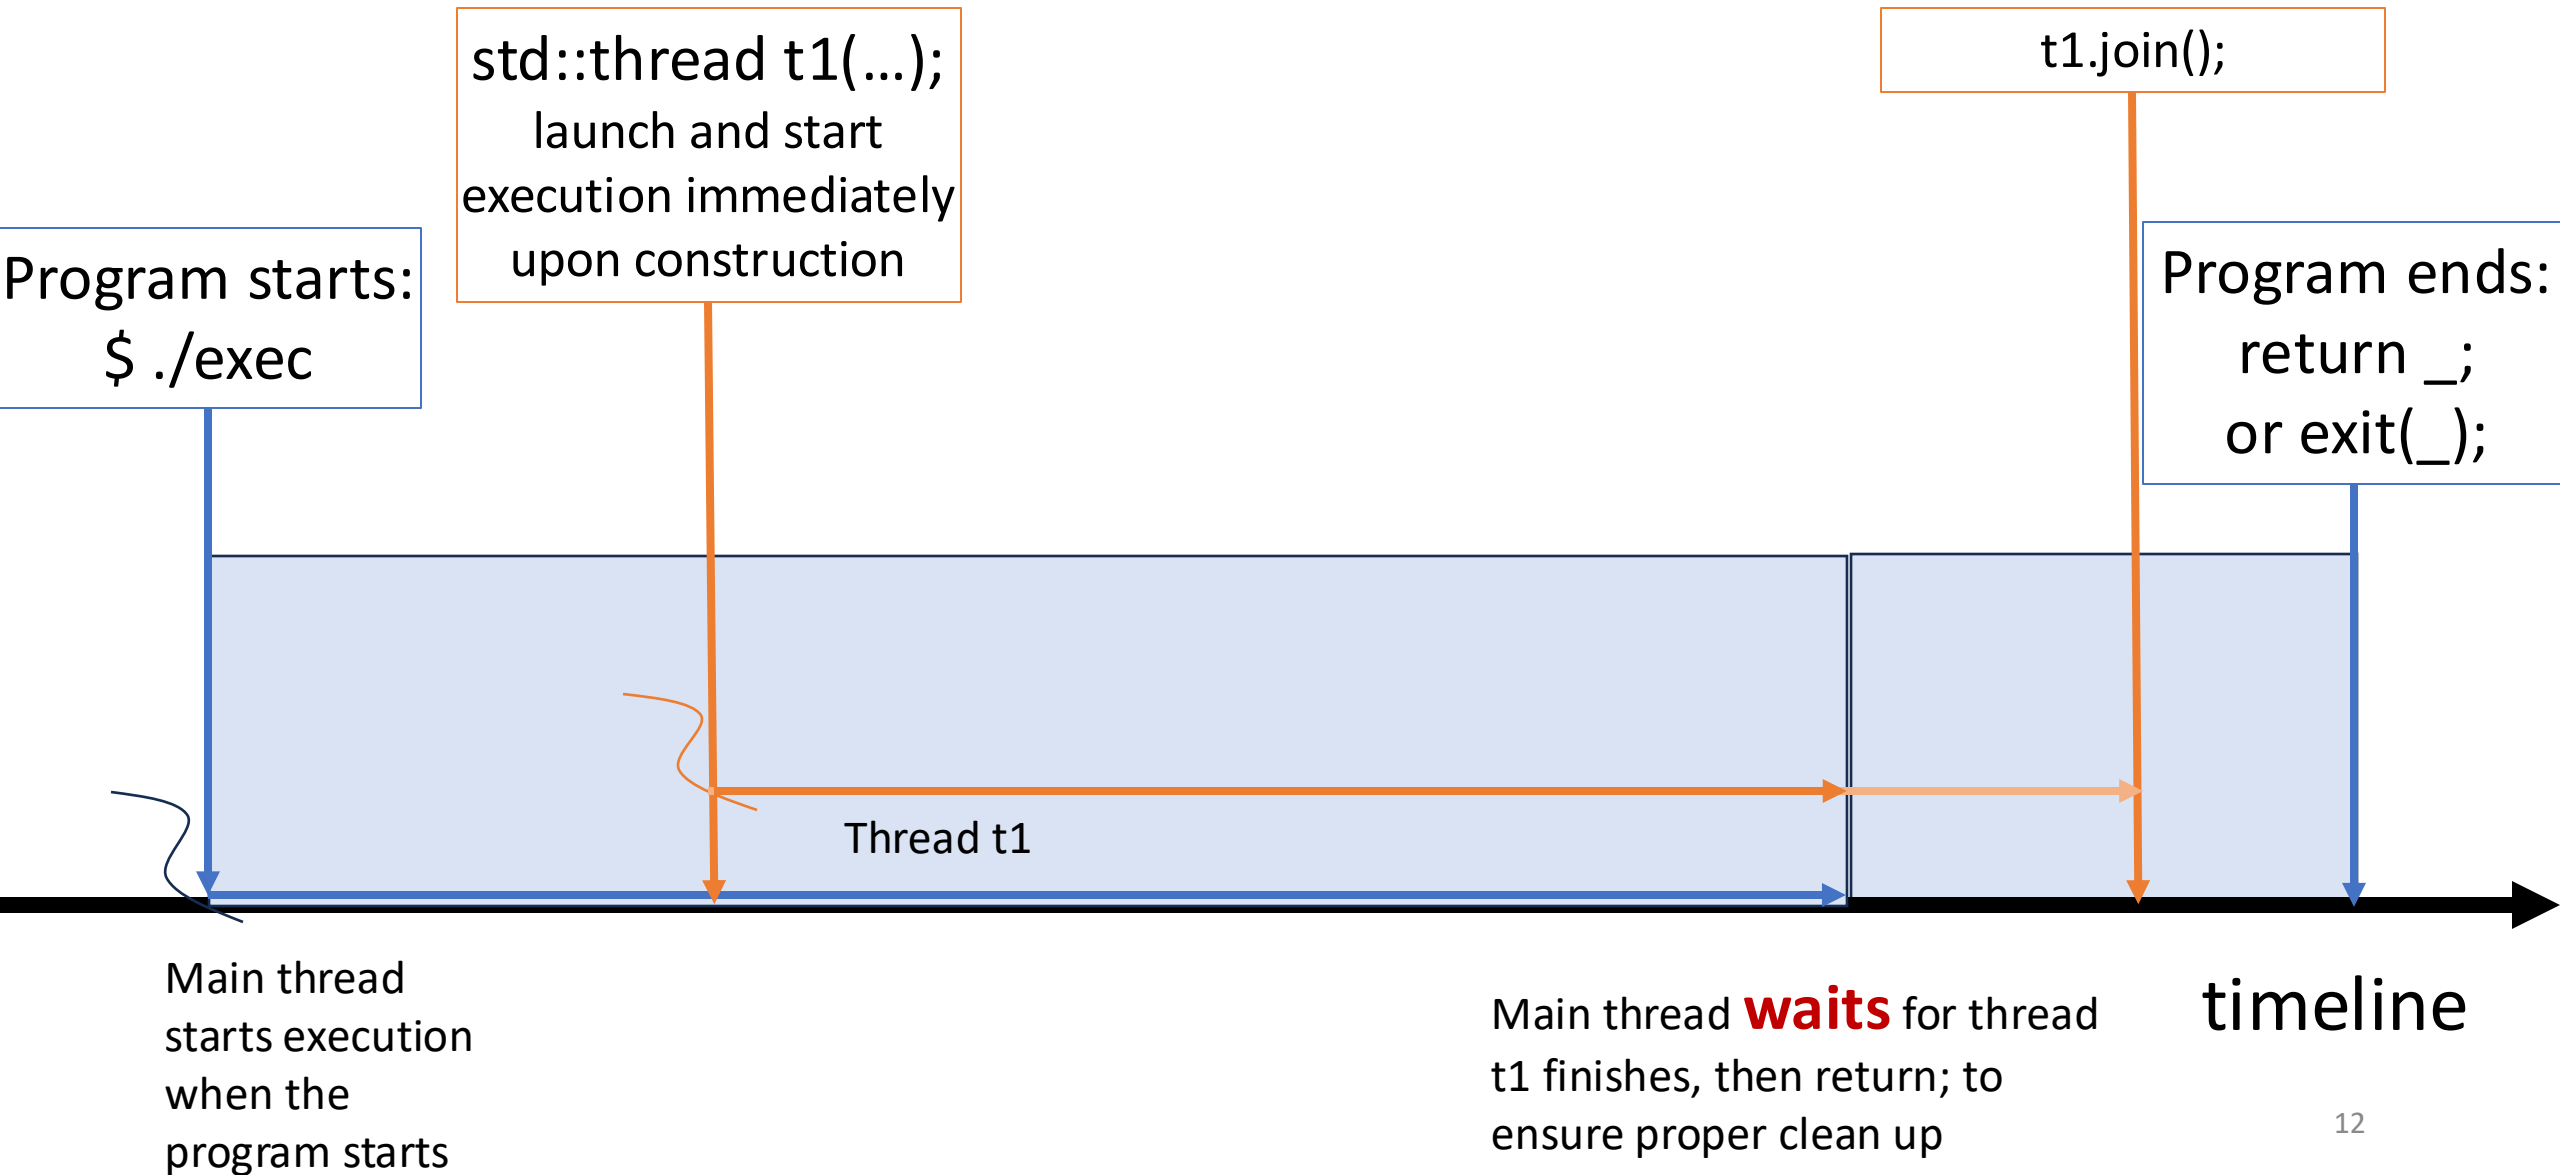 std::thread t1(…);
launch and start
execution immediately
upon construction
t1.join();
Program starts:
$ ./exec
Program ends:
return _;
or exit(_);
Thread t1
Main thread
starts execution
when the
program starts
Main thread waits for thread
t1 finishes, then return; to
ensure proper clean up
timeline
12